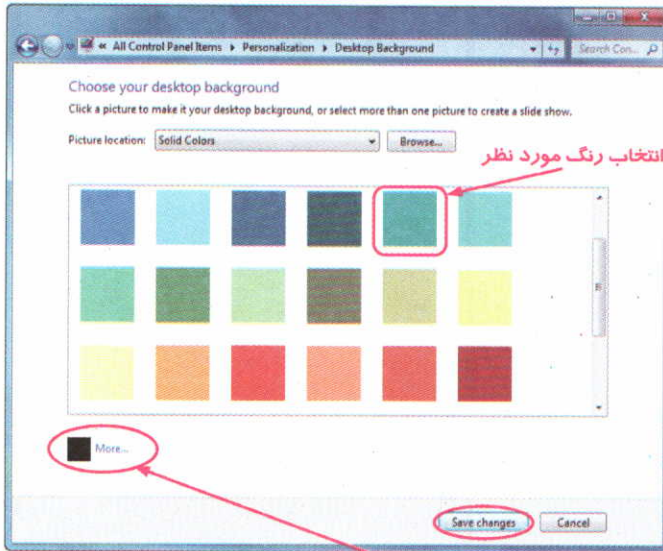 « All Control Panel Items ▸ Personalization ▸ Desktop Background
Search Con...
Choose your desktop background
Click a picture to make it your desktop background, or select more than one picture to create a slide show.
Picture location: Solid Colors Browse...
انتخاب رنگ مورد نظر
More...
Save changes Cancel